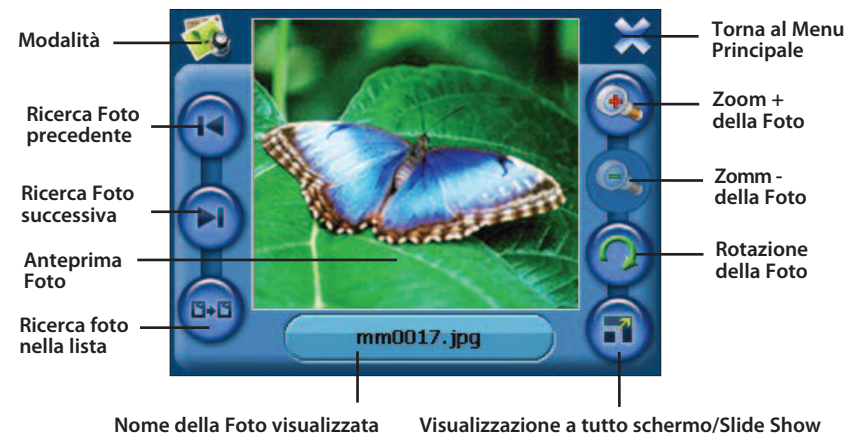 Modalità
Torna al Menu
Principale
Ricerca Foto
precedente
Zoom +
della Foto
Ricerca Foto
successiva
Zomm -
della Foto
Anteprima
Foto
Rotazione
della Foto
Ricerca foto
nella lista
mm0017.jpg
Nome della Foto visualizzata
Visualizzazione a tutto schermo/Slide Show